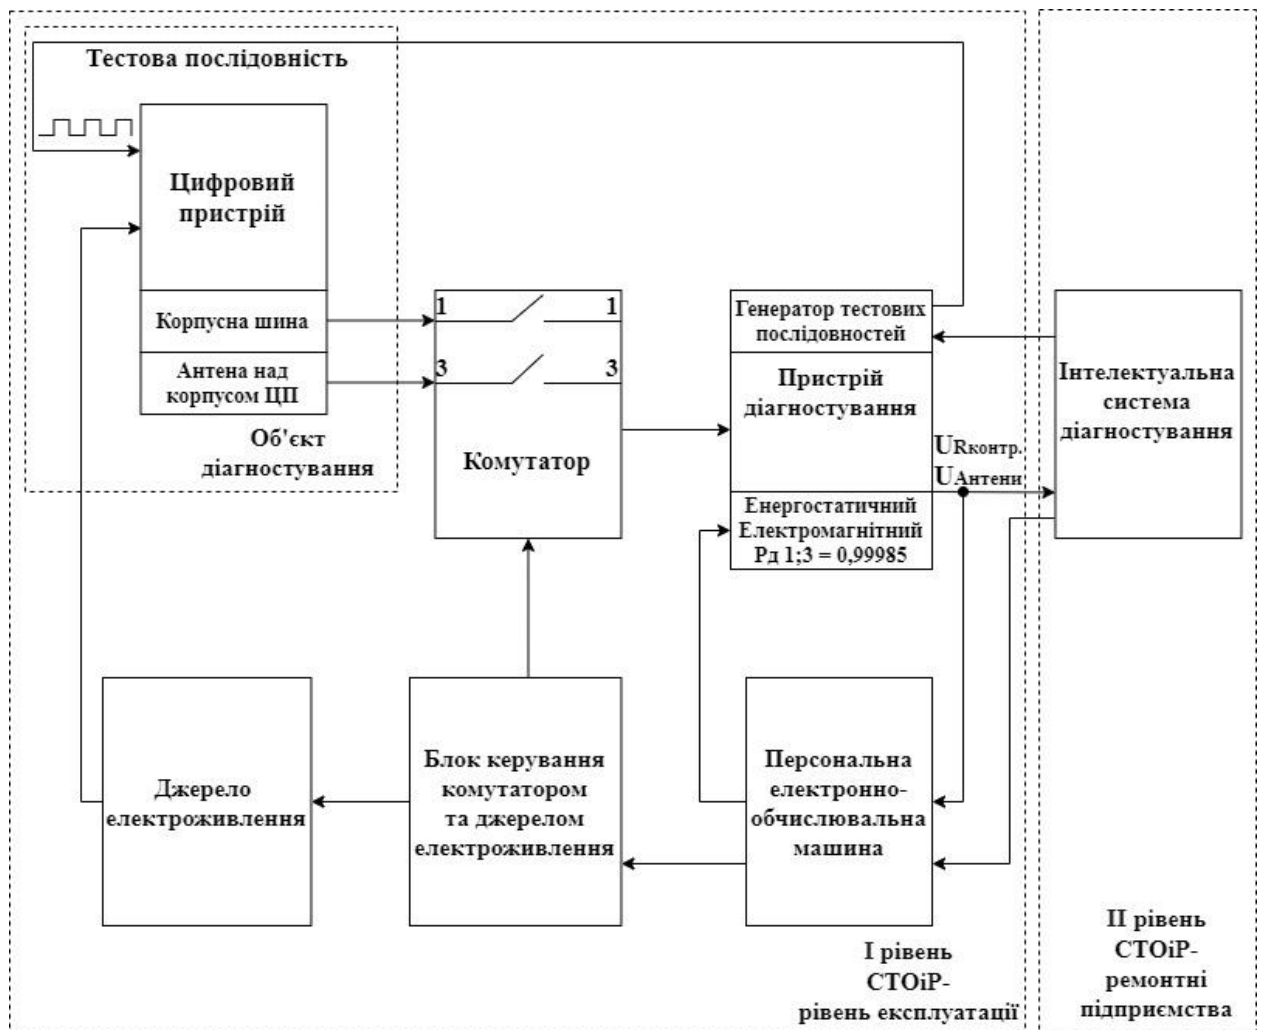 Тестова послідовність
Цифровий
пристрій
Корпусна шина
Антена над
корпусом ЦП
Об'єкт
діагностування
1 1
3 3
Комутатор
Генератор тестових
послідовностей
Пристрій
діагностування
URконтр.
UАнтени
Енергостатичний
Електромагнітний
Рд 1;3 = 0,99985
Інтелектуальна
система
діагностування
Джерело
електроживлення
Блок керування
комутатором
та джерелом
електроживлення
Персональна
електронно-
обчислювальна
машина
I рівень
СТОіР-
рівень експлуатації
II рівень
СТОіР-
ремонтні
підприємства